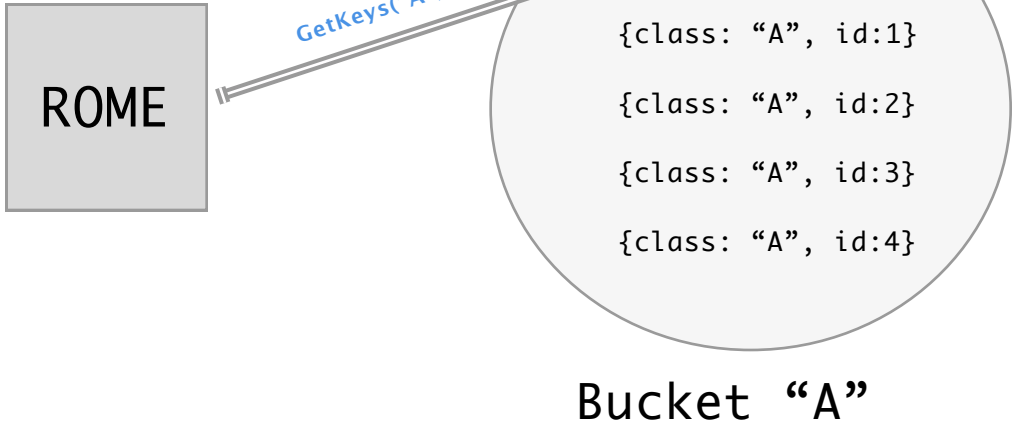 GetKeys("A
{class: “A”, id:1}
ROME
{class: “A”, id:2}
{class: “A”, id:3}
{class: “A”, id:4}
Bucket “A”